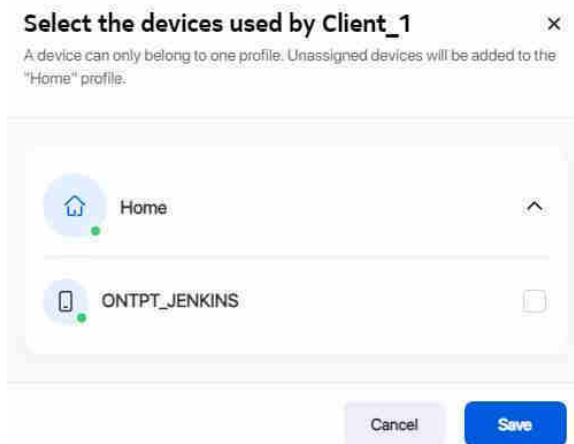 Select the devices used by Client_1
A device can only belong to one profile. Unassigned devices will be added to the
"Home" profile.
Home
ONTPT_JENKINS
Cancel
Save